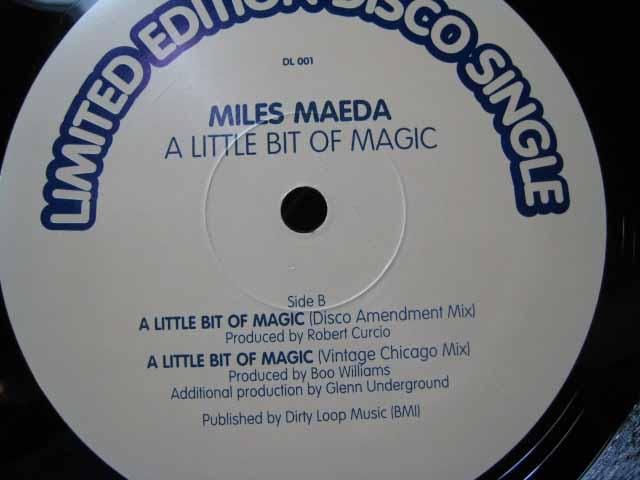 LIMITED EDITION DISCO SINGLE
DL 001
MILES MAEDA
A LITTLE BIT OF MAGIC
Side B
A LITTLE BIT OF MAGIC (Disco Amendment Mix)
Produced by Robert Curcio
A LITTLE BIT OF MAGIC (Vintage Chicago Mix)
Produced by Boo Williams
Additional production by Glenn Underground
Published by Dirty Loop Music (BMI)